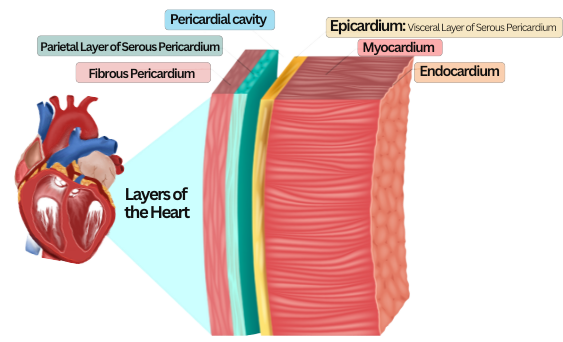 Pericardial cavity
Epicardium: Visceral Layer of Serous Pericardium
Parietal Layer of Serous Pericardium
Myocardium
Fibrous Pericardium
Endocardium
Layers of
the Heart